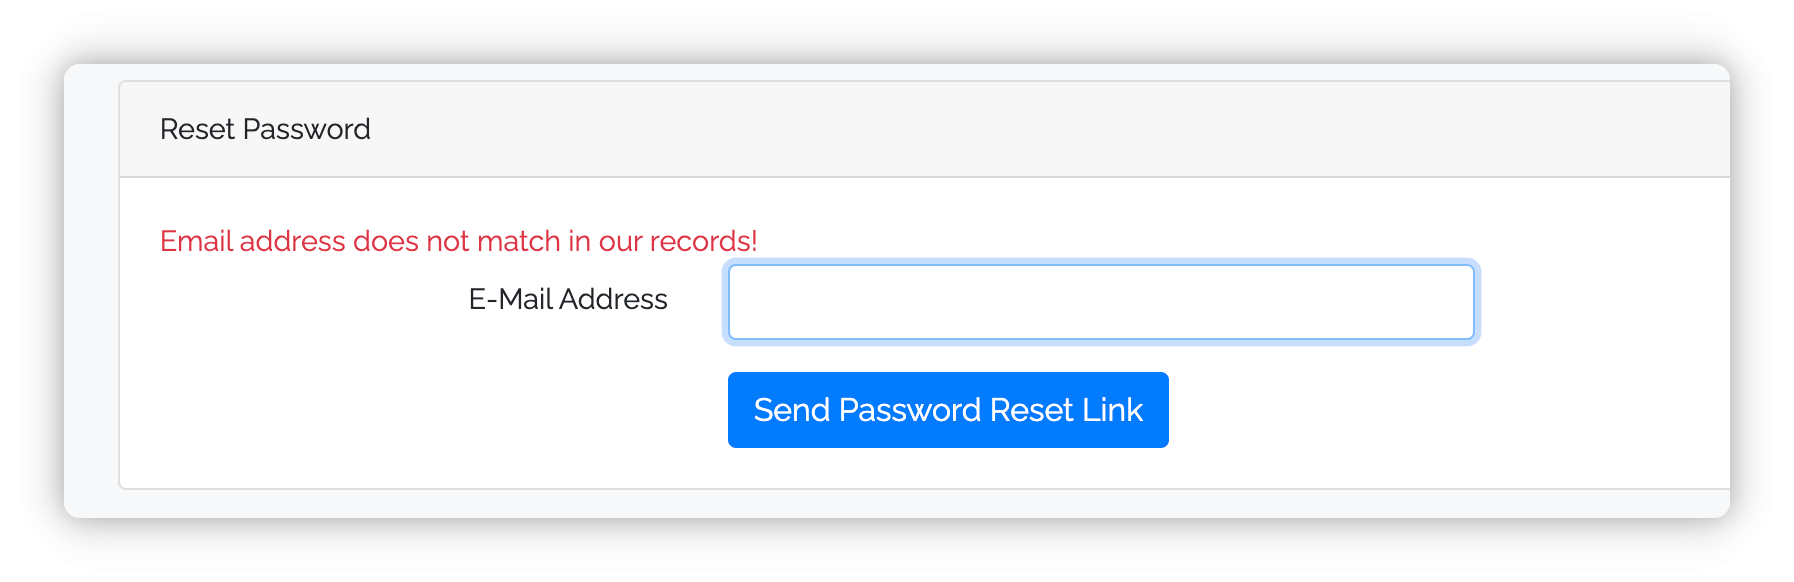 Reset Password
Email address does not match in our records!
E-Mail Address
Send Password Reset Link